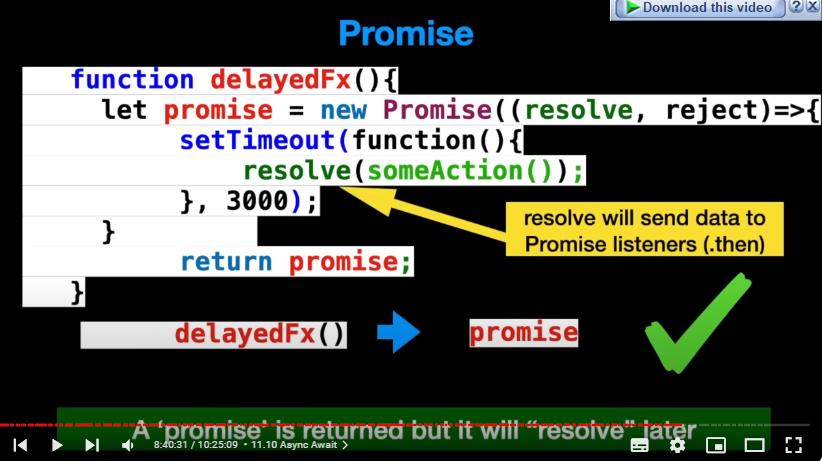 Download this video
Promise
function delayedFx(){
let promise = new Promise((resolve, reject)=>{
setTimeout(function(){
resolve(someAction());
}, 3000);
}
return promise;
}
resolve will send data to
Promise listeners (.then)
delayedFx()
promise
A 'promise' is returned but it will "resolve" later
8:40:31 / 10:25:09 • 11.10 Async Await >